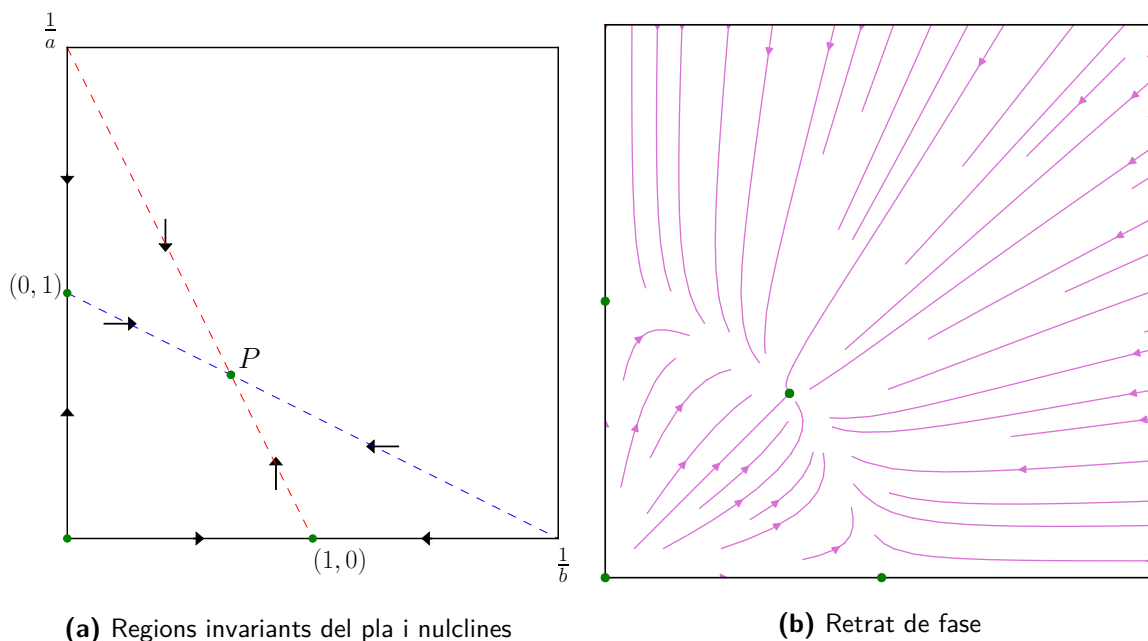 1/a
(0, 1)
P
(1, 0)
1/b
(a) Regions invariants del pla i nulclines
(b) Retrat de fase